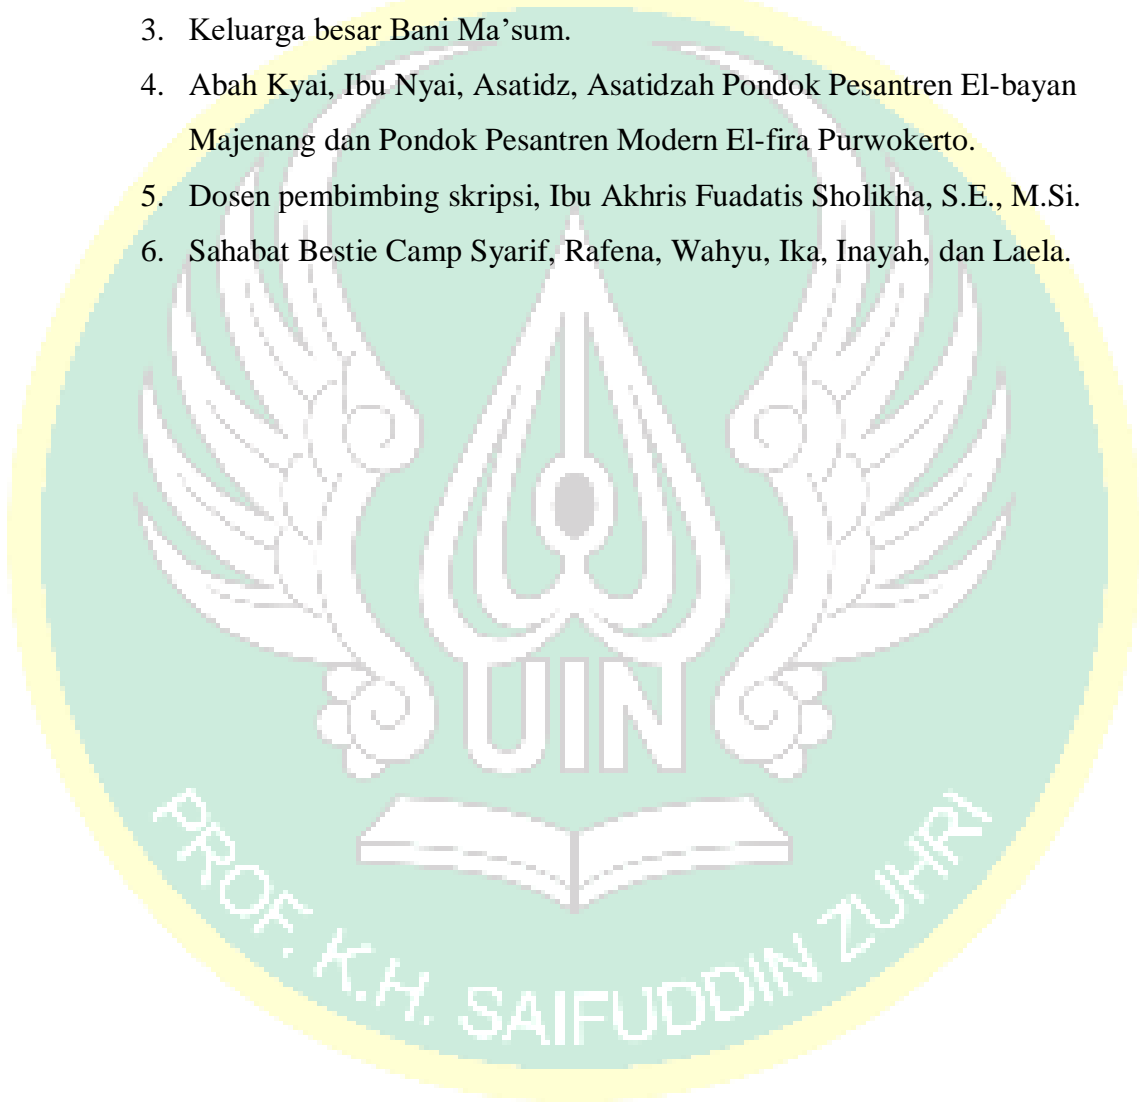 3. Keluarga besar Bani Ma’sum.
4. Abah Kyai, Ibu Nyai, Asatidz, Asatidzah Pondok Pesantren El-bayan
Majenang dan Pondok Pesantren Modern El-fira Purwokerto.
5. Dosen pembimbing skripsi, Ibu Akhris Fuadatis Sholikha, S.E., M.Si.
6. Sahabat Bestie Camp Syarif, Rafena, Wahyu, Ika, Inayah, dan Laela.
UIN
PROF. K.H. SAIFUDDIN ZUHRI